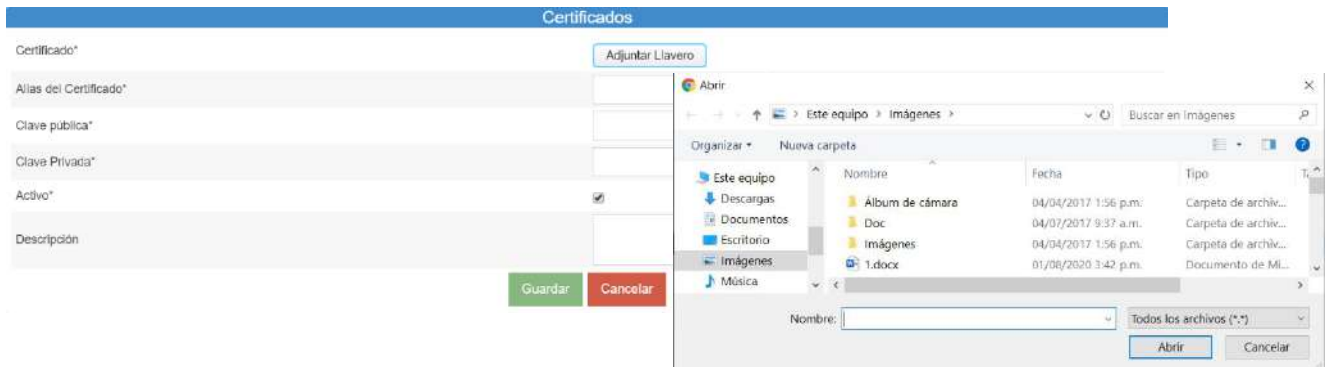 Certificados
Certificado*
Adjuntar Llavero
Alias del Certificado*
Clave pública*
Clave Privada*
Activo*
Descripción
Guardar
Cancelar
Abrir
Este equipo > Imágenes >
Buscar en Imágenes
Organizar
Nueva carpeta
Este equipo
Descargas
Documentos
Escritorio
Imágenes
Música
Nombre Fecha Tipo T
Álbum de cámara 04/04/2017 1:56 p.m. Carpeta de archiv...
Doc 04/07/2017 9:37 a.m. Carpeta de archiv...
Imágenes 04/04/2017 1:56 p.m. Carpeta de archiv...
1.docx 01/08/2020 3:42 p.m. Documento de Mi...
Nombre:
Todos los archivos (*.*)
Abrir
Cancelar